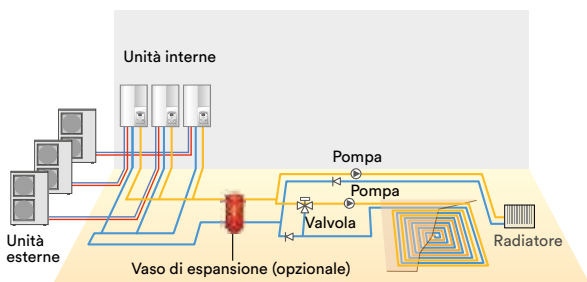 Unità interne
Pompa
Pompa
Valvola
Unità
esterne
Radiatore
Vaso di espansione (opzionale)